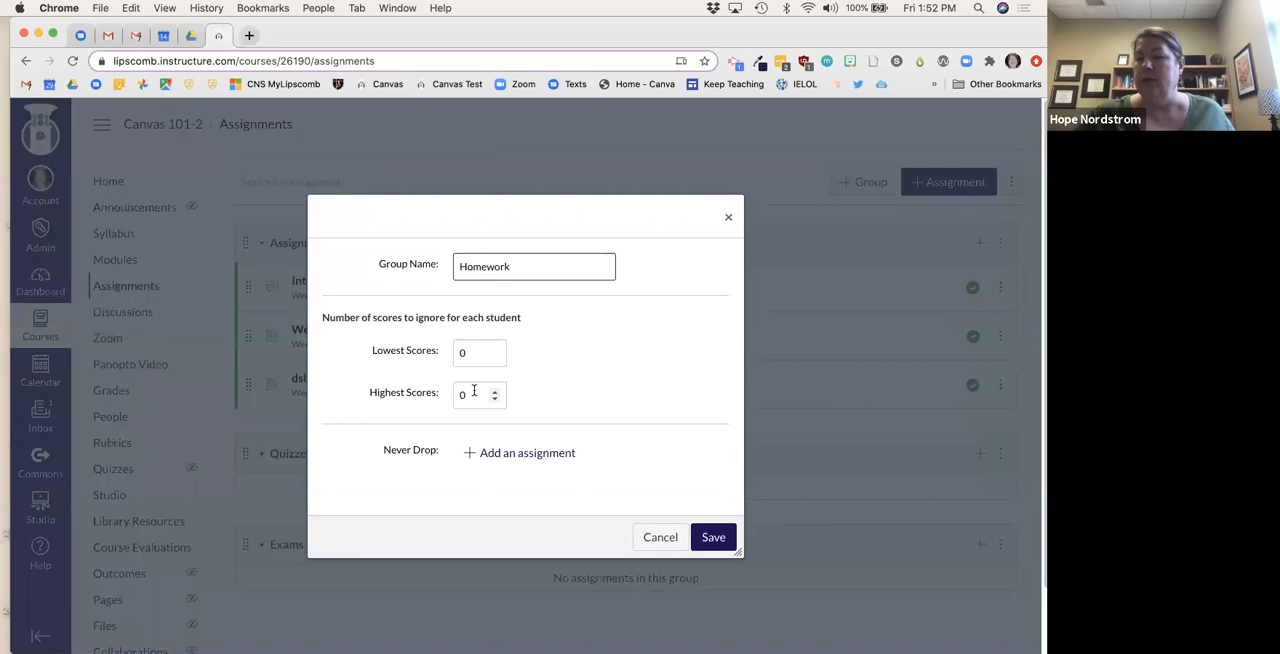 Chrome File Edit View History Bookmarks People Tab Window Help
100% Fri 1:52 PM
lipscomb.instructure.com/courses/26190/assignments
CNS MyLipscomb Canvas Canvas Test Zoom Texts Home - Canva Keep Teaching IELOL » Other Bookmarks
Hope Nordstrom
Canvas 101-2 › Assignments
Account
Admin
Dashboard
Courses
Calendar
Inbox
Commons
Studio
Help
Home
Announcements
Syllabus
Modules
Assignments
Discussions
Zoom
Panopto Video
Grades
People
Rubrics
Quizzes
Studio
Library Resources
Course Evaluations
Outcomes
Pages
Files
Collaborations
Search for Assignment
+ Group
+ Assignment
Assign
Int
We
dsl
Quizze
Exams
No assignments in this group
×
Group Name: Homework
Number of scores to ignore for each student
Lowest Scores: 0
Highest Scores: 0
Never Drop: + Add an assignment
Cancel Save